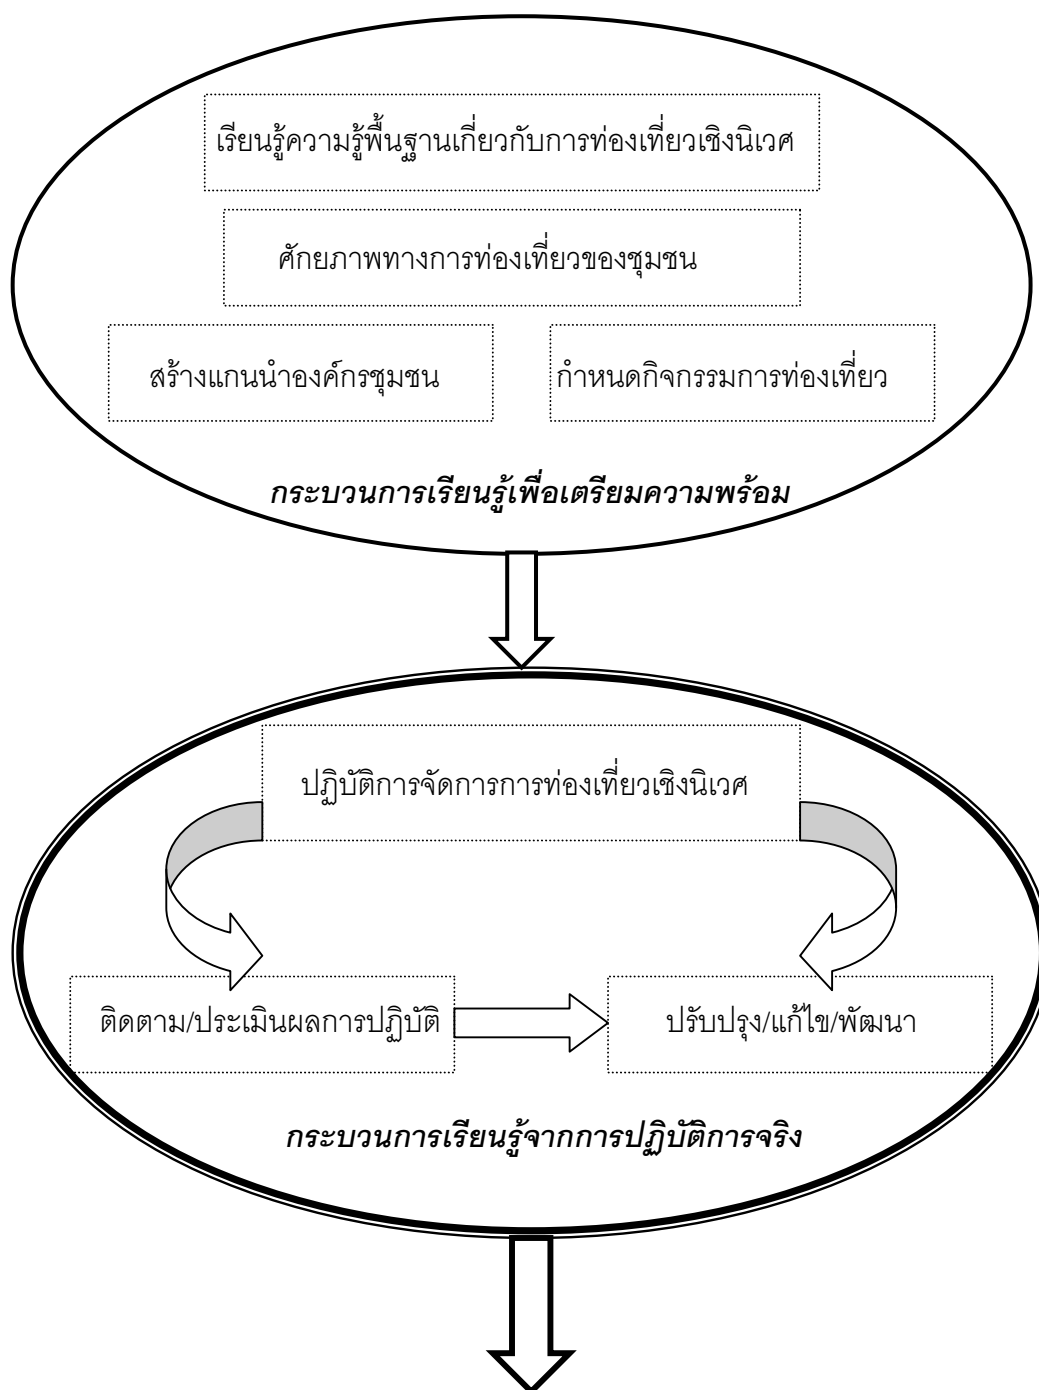 เรียนรู้ความรู้พื้นฐานเกี่ยวกับการท่องเที่ยวเชิงนิเวศ
ศักยภาพทางการท่องเที่ยวของชุมชน
สร้างแกนนำองค์กรชุมชน
กำหนดกิจกรรมการท่องเที่ยว
กระบวนการเรียนรู้เพื่อเตรียมความพร้อม
ปฏิบัติการจัดการการท่องเที่ยวเชิงนิเวศ
ติดตาม/ประเมินผลการปฏิบัติ
ปรับปรุง/แก้ไข/พัฒนา
กระบวนการเรียนรู้จากการปฏิบัติการจริง